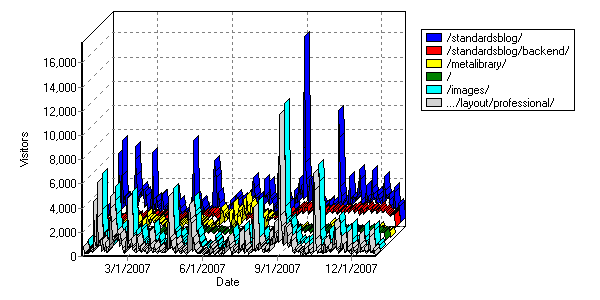 16,000
14,000
12,000
10,000
8,000
6,000
4,000
2,000
0
Visitors
3/1/2007 6/1/2007 9/1/2007 12/1/2007
Date
/standardsblog/
/standardsblog/backend/
/metalibrary/
/
/images/
.../layout/professional/